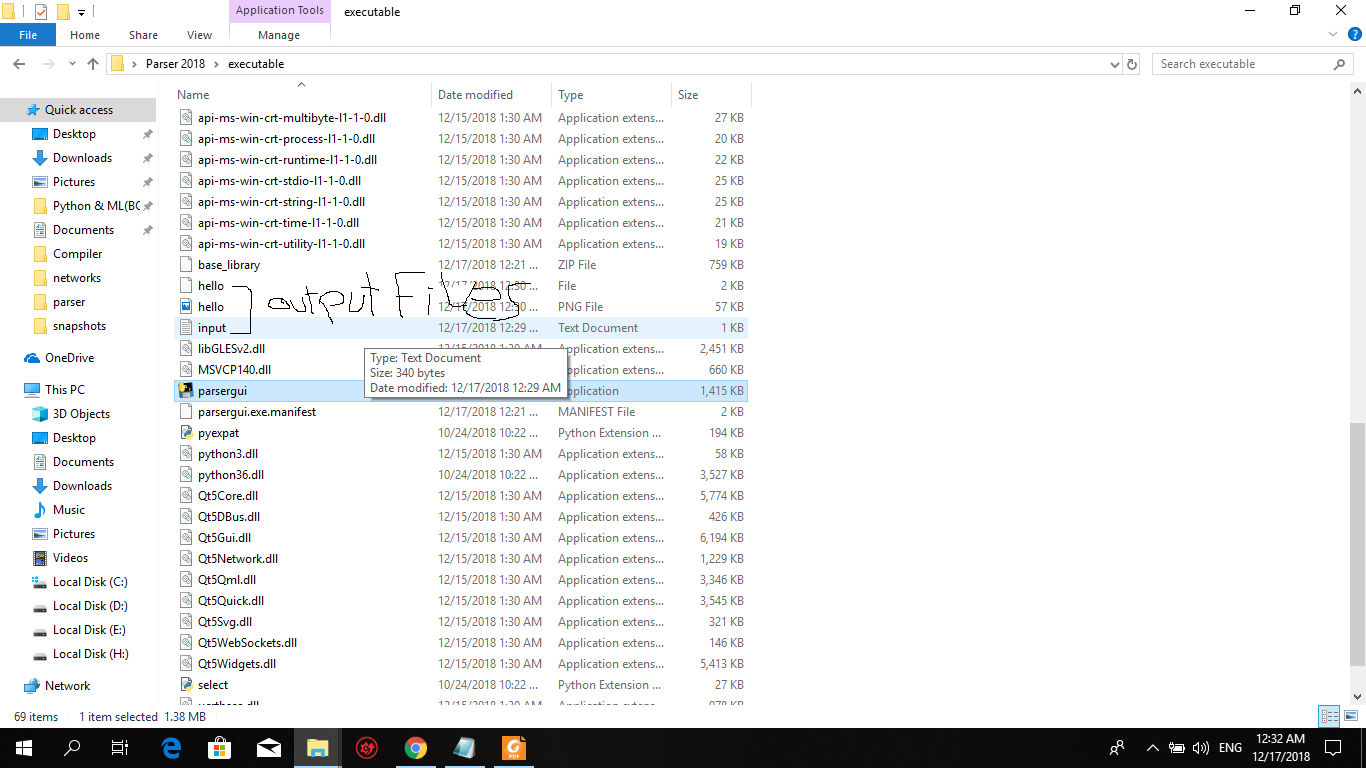 Application Tools executable
File Home Share View Manage
Parser 2018 executable Search executable
Name Date modified Type Size
Quick access
Desktop
Downloads
Pictures
Python & ML(BC
Documents
Compiler
networks
parser
snapshots
OneDrive
This PC
3D Objects
Desktop
Documents
Downloads
Music
Pictures
Videos
Local Disk (C:)
Local Disk (D:)
Local Disk (E:)
Local Disk (H:)
Network
api-ms-win-crt-multibyte-l1-1-0.dll 12/15/2018 1:30 AM Application extens... 27 KB
api-ms-win-crt-process-l1-1-0.dll 12/15/2018 1:30 AM Application extens... 20 KB
api-ms-win-crt-runtime-l1-1-0.dll 12/15/2018 1:30 AM Application extens... 22 KB
api-ms-win-crt-stdio-l1-1-0.dll 12/15/2018 1:30 AM Application extens... 25 KB
api-ms-win-crt-string-l1-1-0.dll 12/15/2018 1:30 AM Application extens... 25 KB
api-ms-win-crt-time-l1-1-0.dll 12/15/2018 1:30 AM Application extens... 21 KB
api-ms-win-crt-utility-l1-1-0.dll 12/15/2018 1:30 AM Application extens... 19 KB
base_library 12/17/2018 12:21 ... ZIP File 759 KB
hello 12/17/2018 12:30 ... File 2 KB
hello 12/17/2018 12:30 ... PNG File 57 KB
output Files
input 12/17/2018 12:29 ... Text Document 1 KB
libGLESv2.dll 12/15/2018 1:30 AM Application extens... 2,451 KB
MSVCP140.dll extens... 660 KB
Type: Text Document
Size: 340 bytes
Date modified: 12/17/2018 12:29 AM
parsergui 1,415 KB
parsergui.exe.manifest 12/17/2018 12:21 ... MANIFEST File 2 KB
pyexpat 10/24/2018 10:22 ... Python Extension ... 194 KB
python3.dll 12/15/2018 1:30 AM Application extens... 58 KB
python36.dll 10/24/2018 10:22 ... Application extens... 3,527 KB
Qt5Core.dll 12/15/2018 1:30 AM Application extens... 5,774 KB
Qt5DBus.dll 12/15/2018 1:30 AM Application extens... 426 KB
Qt5Gui.dll 12/15/2018 1:30 AM Application extens... 6,194 KB
Qt5Network.dll 12/15/2018 1:30 AM Application extens... 1,229 KB
Qt5Qml.dll 12/15/2018 1:30 AM Application extens... 3,346 KB
Qt5Quick.dll 12/15/2018 1:30 AM Application extens... 3,545 KB
Qt5Svg.dll 12/15/2018 1:30 AM Application extens... 321 KB
Qt5WebSockets.dll 12/15/2018 1:30 AM Application extens... 146 KB
Qt5Widgets.dll 12/15/2018 1:30 AM Application extens... 5,413 KB
select 10/24/2018 10:22 ... Python Extension ... 27 KB
69 items 1 item selected 1.38 MB
ENG 12:32 AM
12/17/2018